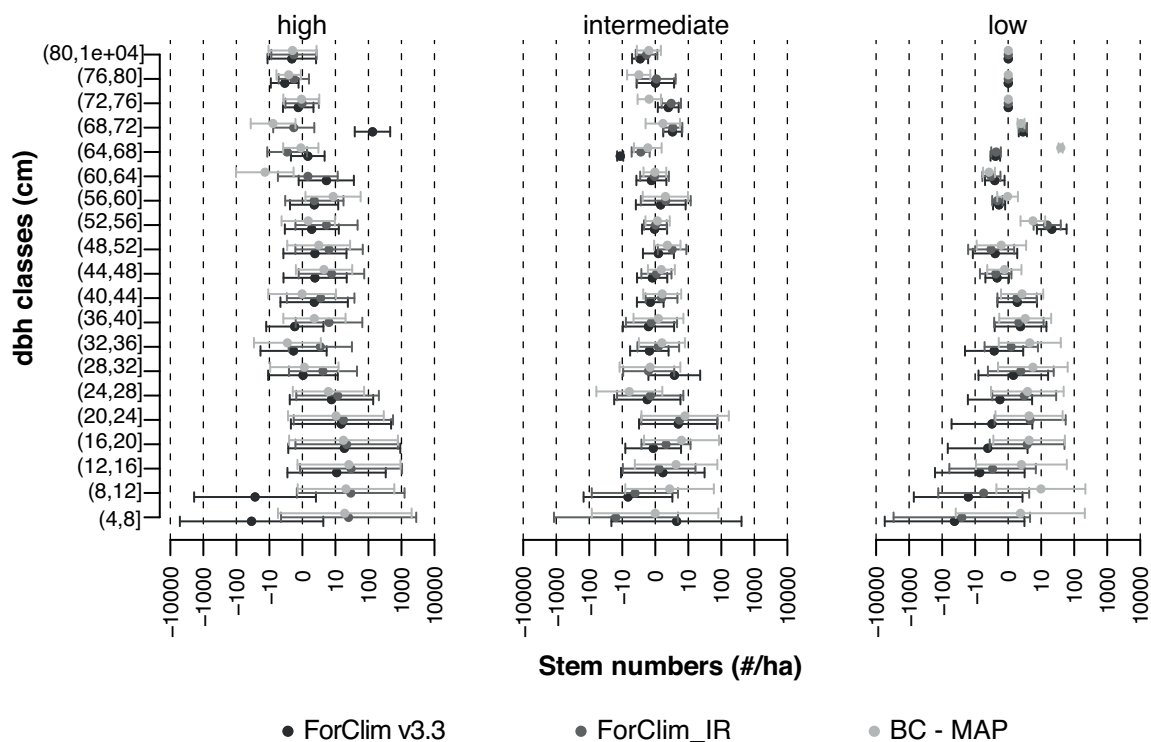 high intermediate low
dbh classes (cm)
(80,1e+04]
(76,80]
(72,76]
(68,72]
(64,68]
(60,64]
(56,60]
(52,56]
(48,52]
(44,48]
(40,44]
(36,40]
(32,36]
(28,32]
(24,28]
(20,24]
(16,20]
(12,16]
(8,12]
(4,8]
−10000 −1000 −100 −10 0 10 100 1000 10000
−10000 −1000 −100 −10 0 10 100 1000 10000
−10000 −1000 −100 −10 0 10 100 1000 10000
Stem numbers (#/ha)
ForClim v3.3 ForClim_IR BC - MAP